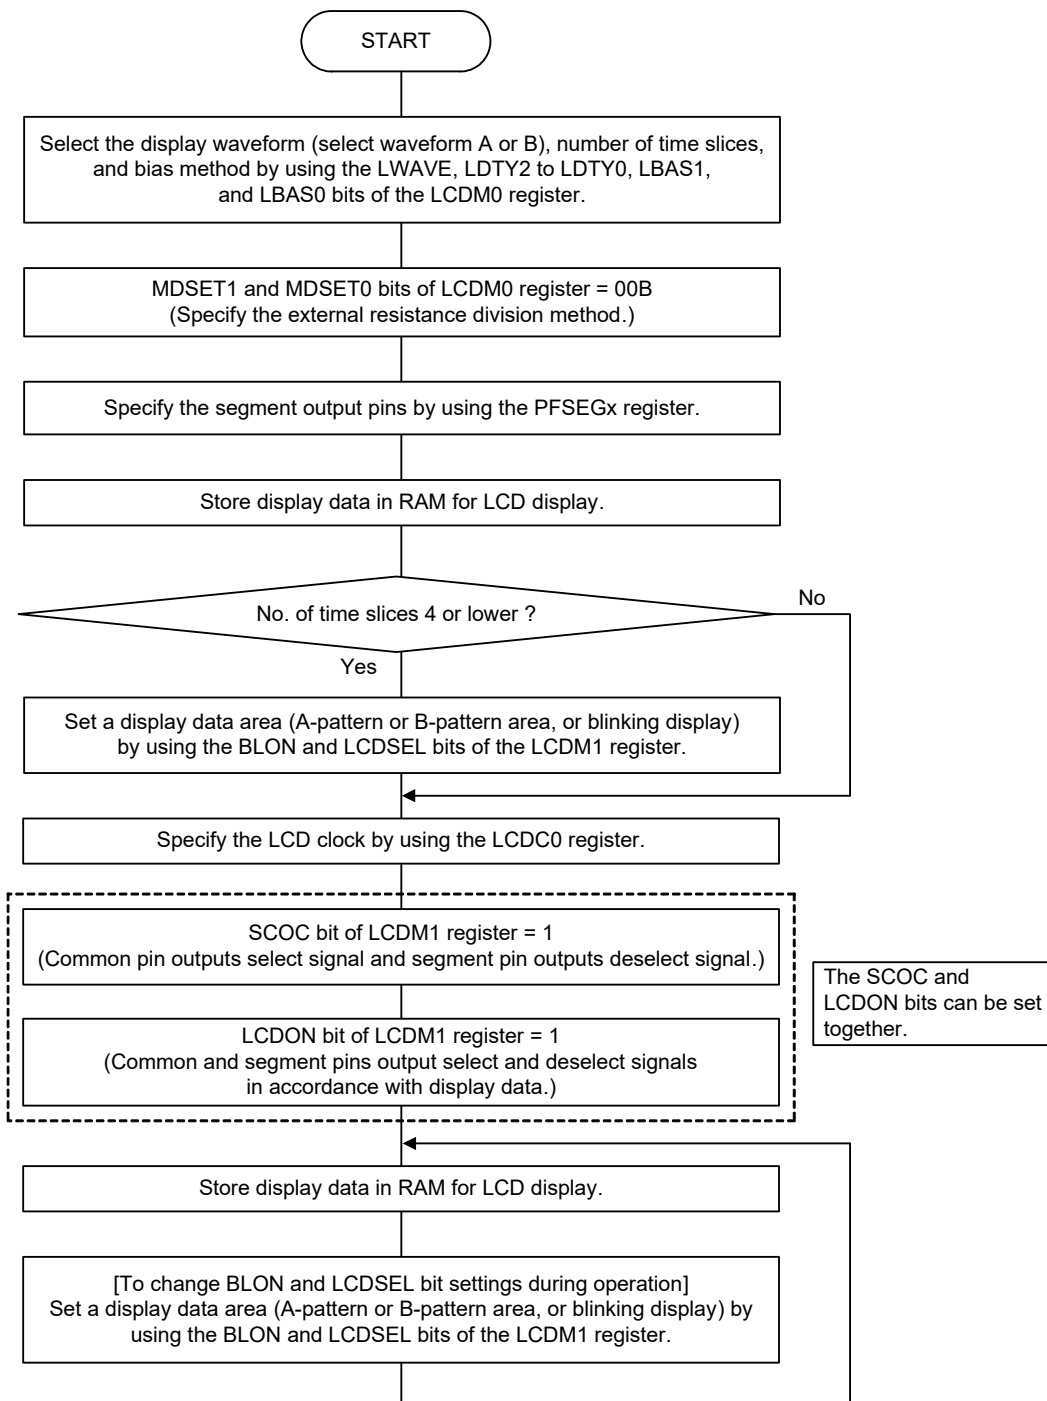 START
Select the display waveform (select waveform A or B), number of time slices,
and bias method by using the LWAVE, LDTY2 to LDTY0, LBAS1,
and LBAS0 bits of the LCDM0 register.
MDSET1 and MDSET0 bits of LCDM0 register = 00B
(Specify the external resistance division method.)
Specify the segment output pins by using the PFSEGx register.
Store display data in RAM for LCD display.
No. of time slices 4 or lower ?
No
Yes
Set a display data area (A-pattern or B-pattern area, or blinking display)
by using the BLON and LCDSEL bits of the LCDM1 register.
Specify the LCD clock by using the LCDC0 register.
SCOC bit of LCDM1 register = 1
(Common pin outputs select signal and segment pin outputs deselect signal.)
The SCOC and
LCDON bits can be set
together.
LCDON bit of LCDM1 register = 1
(Common and segment pins output select and deselect signals
in accordance with display data.)
Store display data in RAM for LCD display.
[To change BLON and LCDSEL bit settings during operation]
Set a display data area (A-pattern or B-pattern area, or blinking display) by
using the BLON and LCDSEL bits of the LCDM1 register.